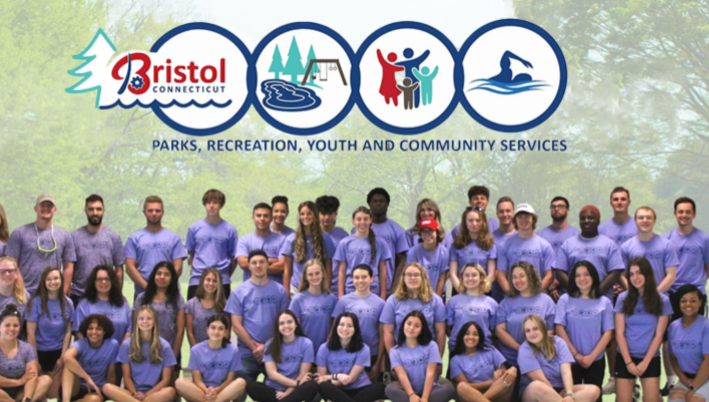 Bristol
CONNECTICUT
PARKS, RECREATION, YOUTH AND COMMUNITY SERVICES